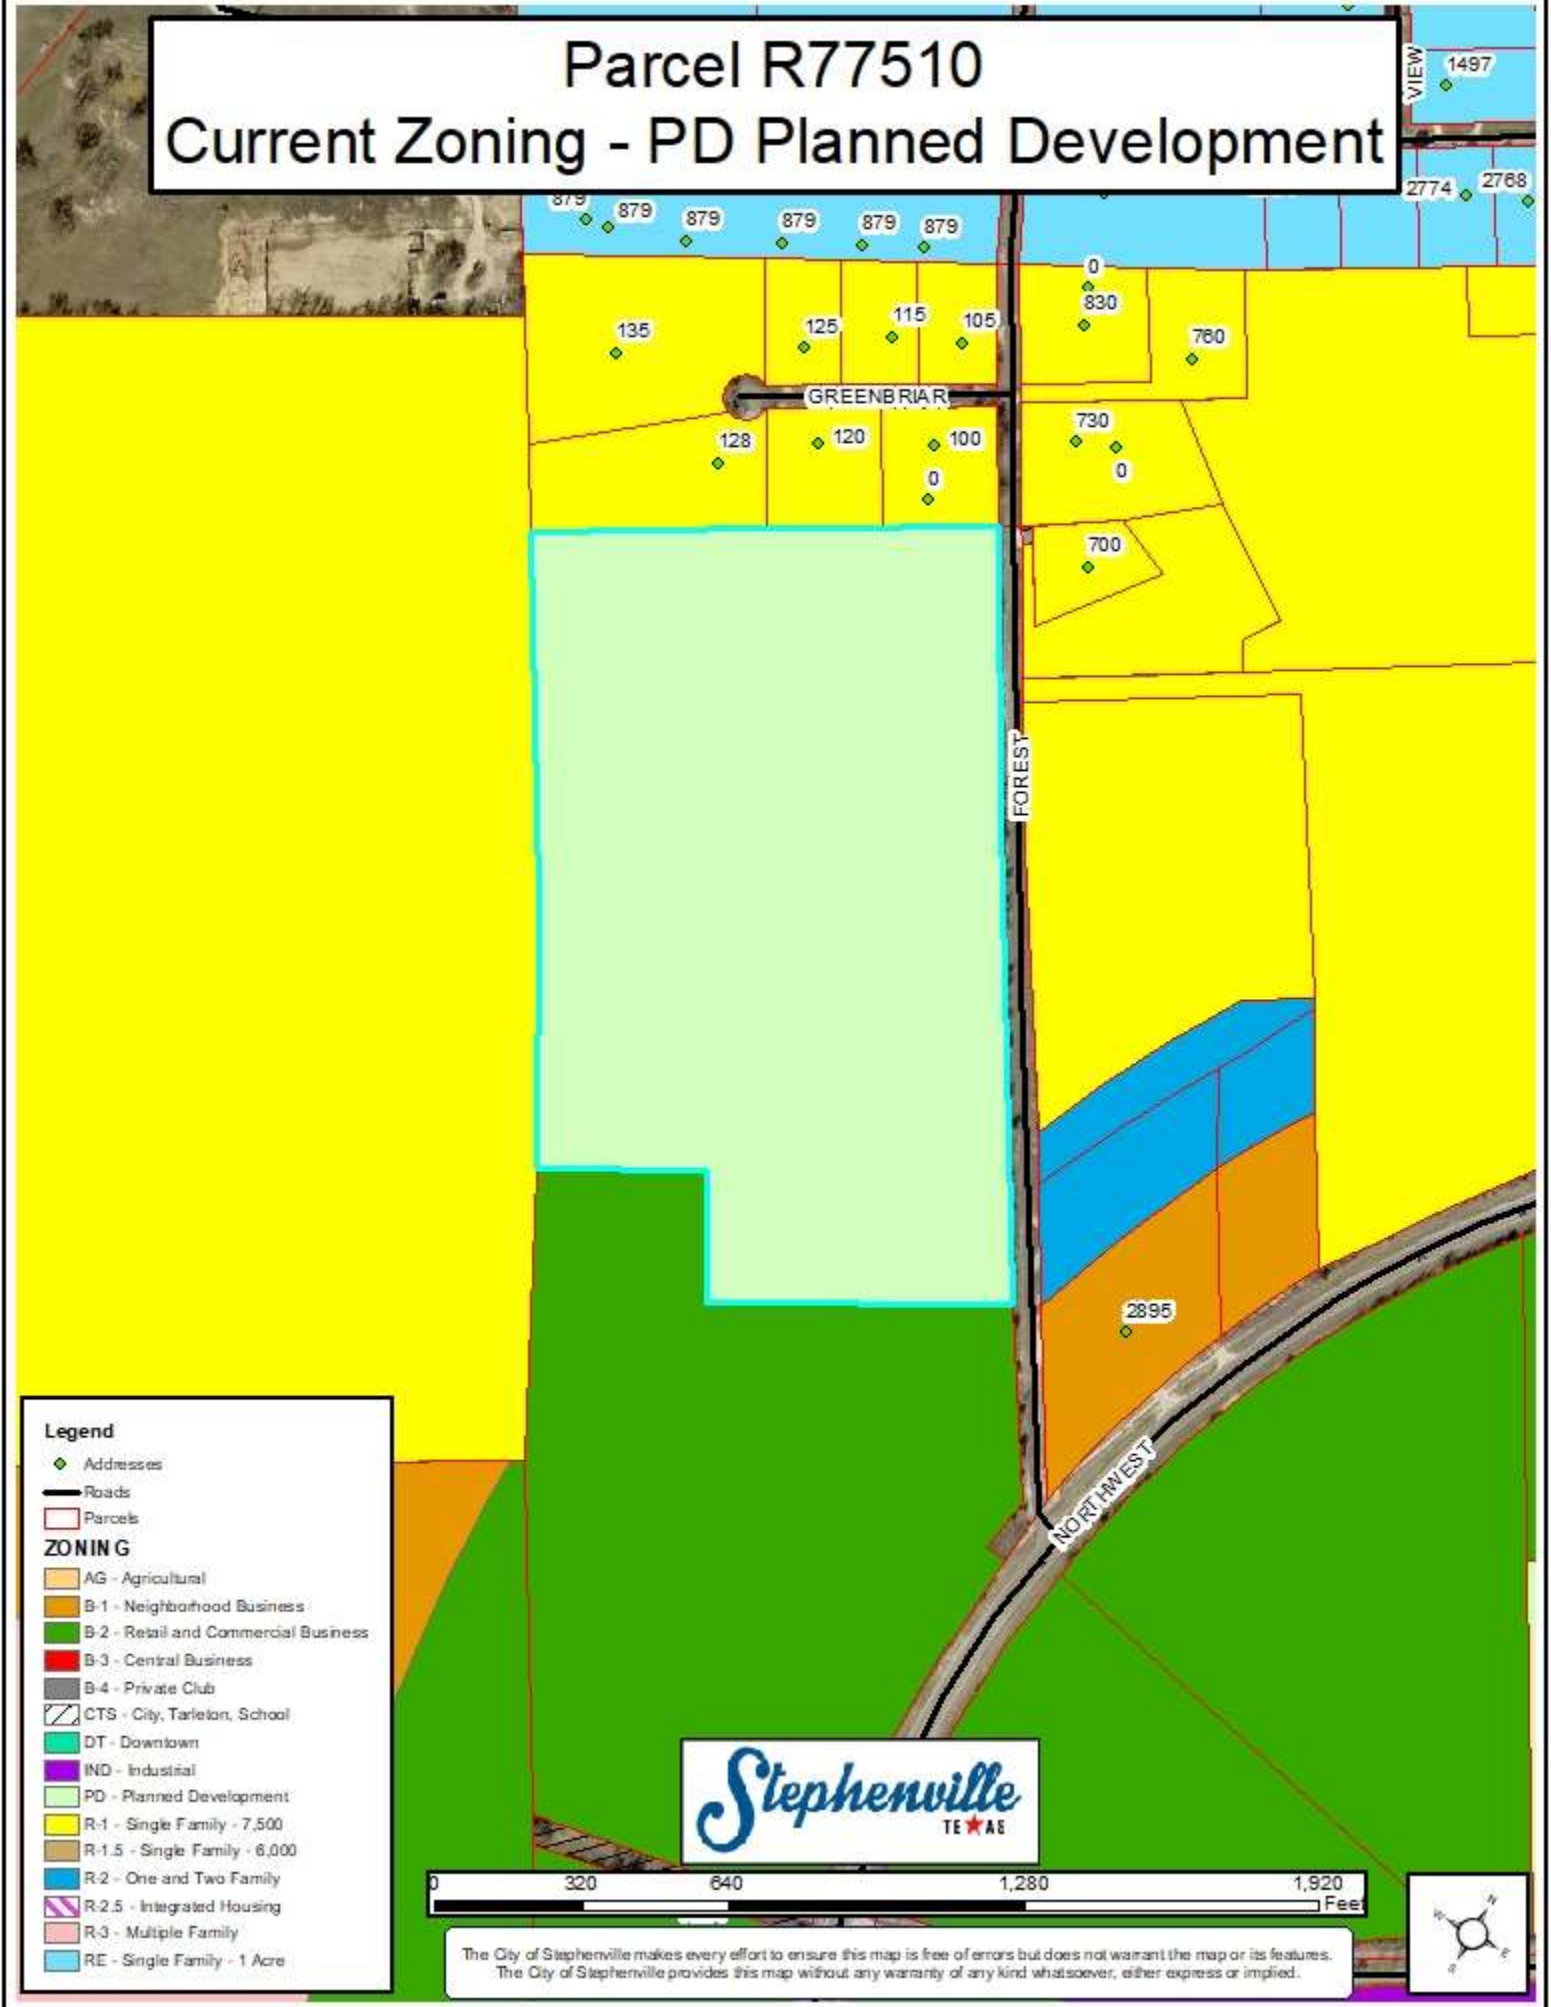 Parcel R77510
Current Zoning - PD Planned Development
VIEW
1497
2774
2768
879
879
879
879
879
879
0
830
760
135
125
115
105
GREENBRIAR
128
120
100
0
730
0
700
FOREST
2895
NORTHWEST
Legend
Addresses
Roads
Parcels
ZONING
AG - Agricultural
B-1 - Neighborhood Business
B-2 - Retail and Commercial Business
B-3 - Central Business
B-4 - Private Club
CTS - City, Tarleton, School
DT - Downtown
IND - Industrial
PD - Planned Development
R-1 - Single Family - 7,500
R-1.5 - Single Family - 6,000
R-2 - One and Two Family
R-2.5 - Integrated Housing
R-3 - Multiple Family
RE - Single Family - 1 Acre
Stephenville
TEXAS
0 320 640 1,280 1,920
Feet
The City of Stephenville makes every effort to ensure this map is free of errors but does not warrant the map or its features.
The City of Stephenville provides this map without any warranty of any kind whatsoever, either express or implied.
N
W
E
S